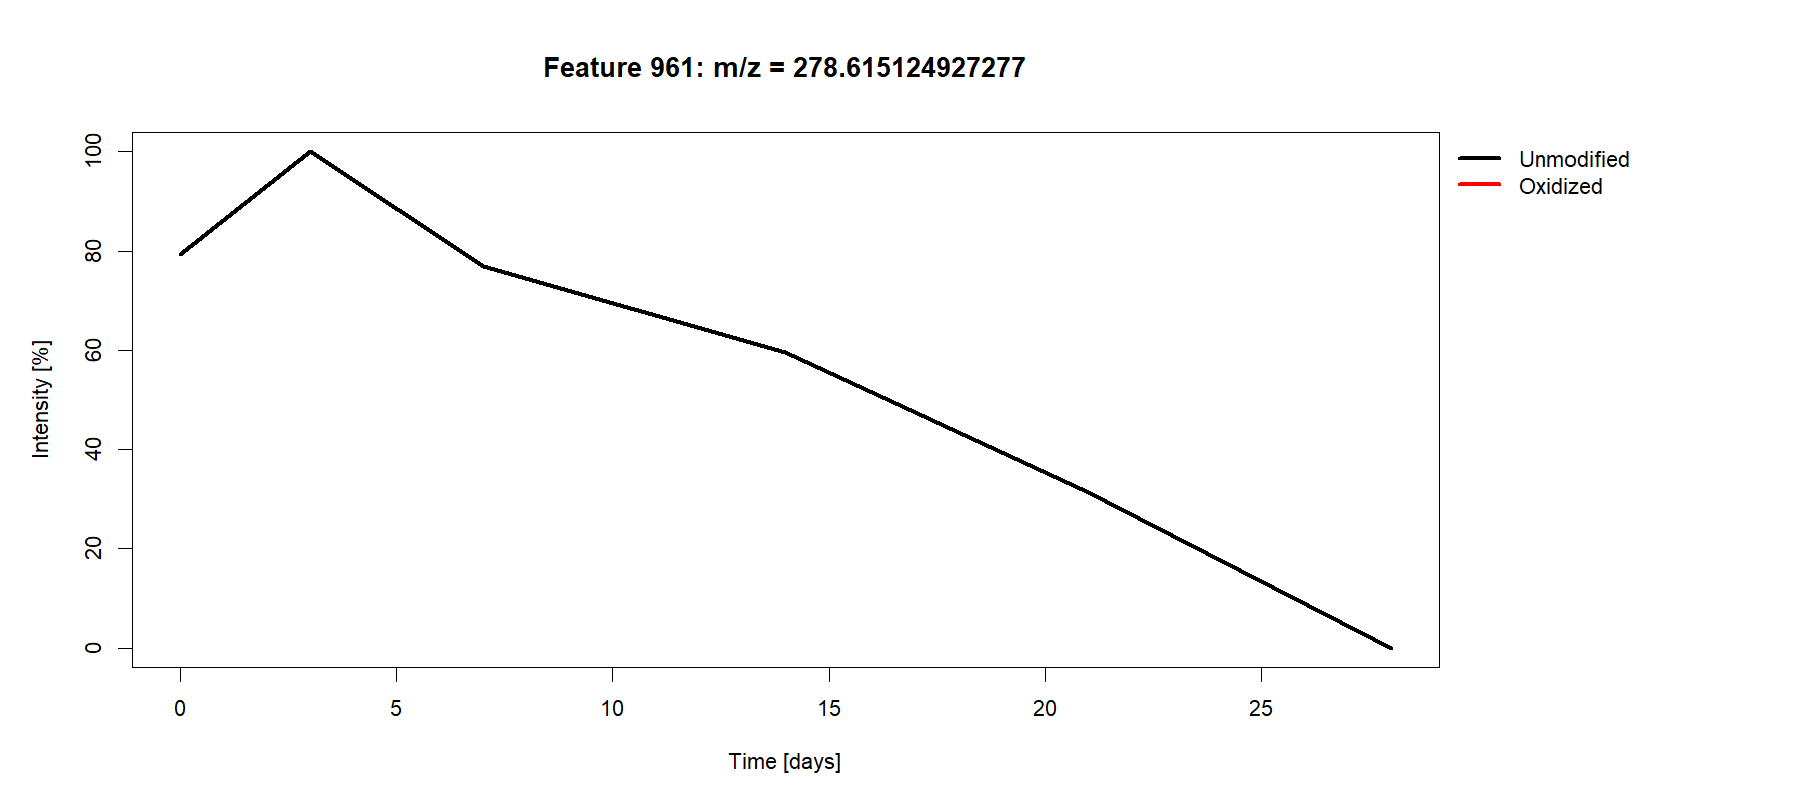 Feature 961: m/z = 278.615124927277
Unmodified
Oxidized
Intensity [%]
100
80
60
40
20
0
0 5 10 15 20 25
Time [days]